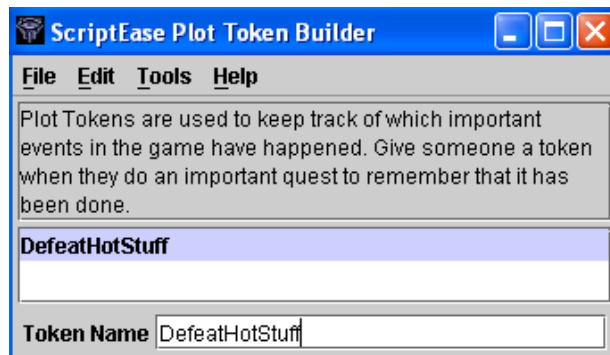 ScriptEase Plot Token Builder
File Edit Tools Help
Plot Tokens are used to keep track of which important
events in the game have happened. Give someone a token
when they do an important quest to remember that it has
been done.
DefeatHotStuff
Token Name DefeatHotStuff